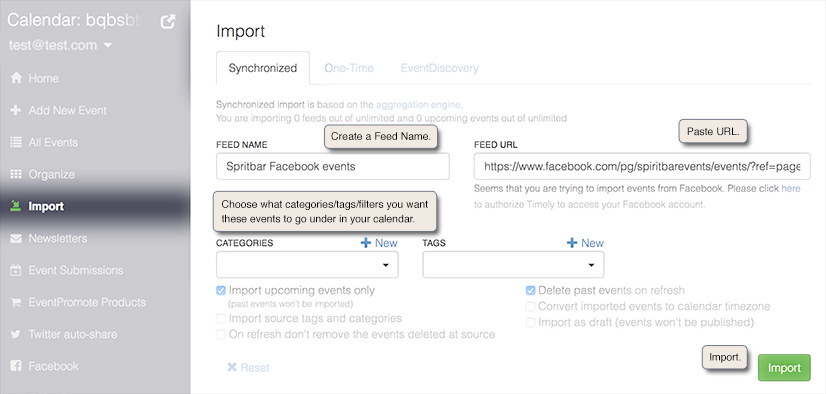 Calendar: bqbsbt
test@test.com
Home
Add New Event
All Events
Organize
Import
Newsletters
Event Submissions
EventPromote Products
Twitter auto-share
Facebook
Import
Synchronized
One-Time
EventDiscovery
Synchronized import is based on the aggregation engine.
You are importing 0 feeds out of unlimited and 0 upcoming events out of unlimited
Create a Feed Name.
Paste URL.
FEED NAME
FEED URL
Spritbar Facebook events
https://www.facebook.com/pg/spiritbarevents/events/?ref=page
Seems that you are trying to import events from Facebook. Please click here
to authorize Timely to access your Facebook account.
Choose what categories/tags/filters you want
these events to go under in your calendar.
CATEGORIES
New
TAGS
New
Import upcoming events only
(past events won't be imported)
Import source tags and categories
On refresh don't remove the events deleted at source
Delete past events on refresh
Convert imported events to calendar timezone
Import as draft (events won't be published)
Reset
Import.
Import